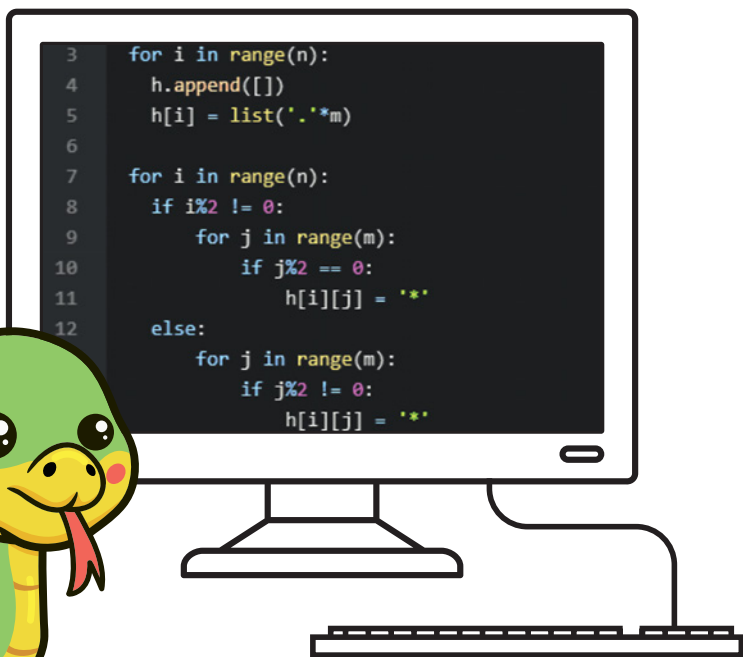 3 for i in range(n):
4 h.append([])
5 h[i] = list('.'*m)
6
7 for i in range(n):
8 if i%2 != 0:
9 for j in range(m):
10 if j%2 == 0:
11 h[i][j] = '*'
12 else:
for j in range(m):
if j%2 != 0:
h[i][j] = '*'